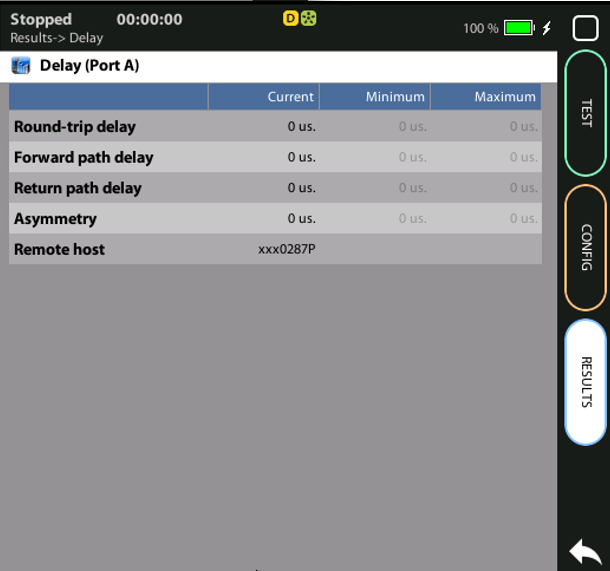 Stopped 00:00:00 D 100 %
Results-> Delay
Delay (Port A)
Current Minimum Maximum
Round-trip delay 0 us. 0 us. 0 us.
Forward path delay 0 us. 0 us. 0 us.
Return path delay 0 us. 0 us. 0 us.
Asymmetry 0 us. 0 us. 0 us.
Remote host xxx0287P
TEST
CONFIG
RESULTS